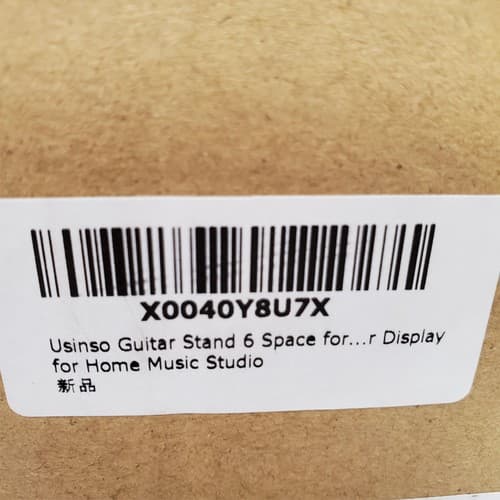 X0040Y8U7X
Usinso Guitar Stand 6 Space for...r Display
for Home Music Studio
新品